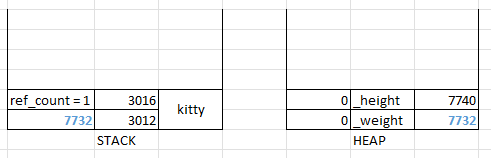 ref_count = 1 3016 kitty 0 _height 7740
7732 3012 0 _weight 7732
STACK HEAP